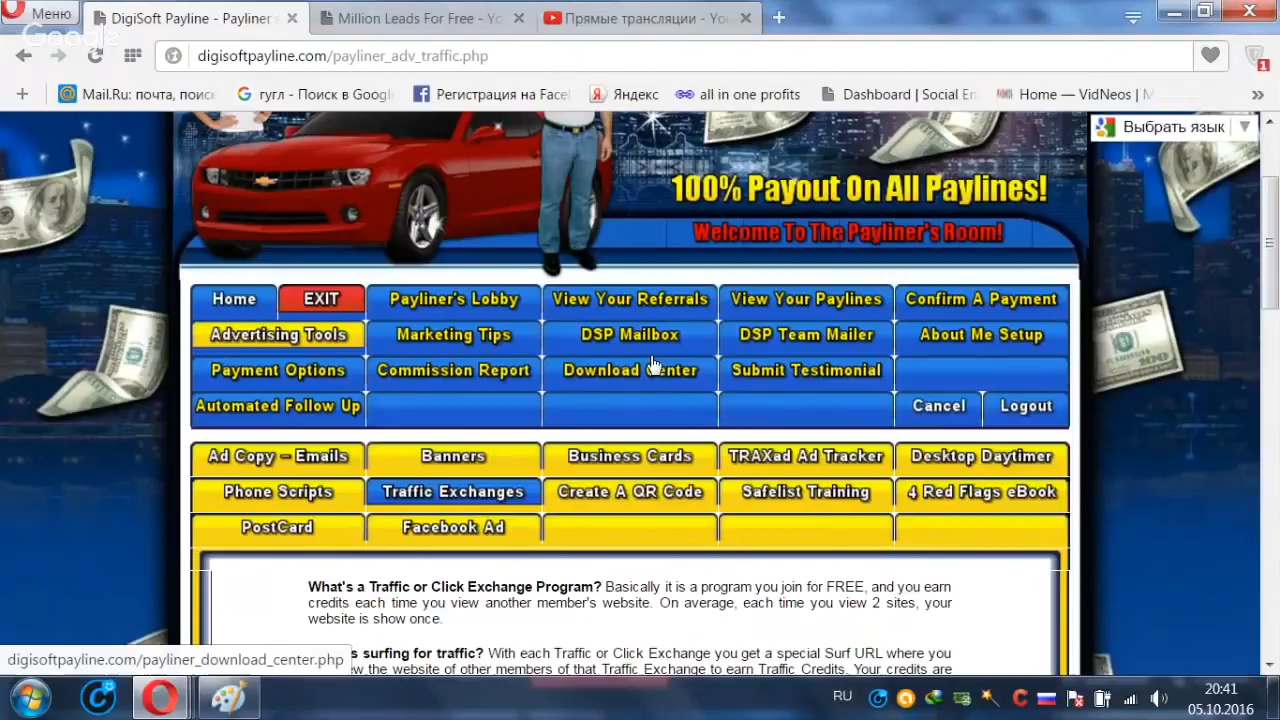 Меню
DigiSoft Payline - Payliner
Million Leads For Free - Yo
Прямые трансляции - You
Google
digisoftpayline.com/payliner_adv_traffic.php
1
Mail.Ru: почта, поиск
гугл - Поиск в Google
Регистрация на Face
Яндекс
all in one profits
Dashboard | Social En
Home — VidNeos | M
Выбрать язык
100% Payout On All Paylines!
Welcome To The Payliner's Room!
Home EXIT Payliner's Lobby View Your Referrals View Your Paylines Confirm A Payment
Advertising Tools Marketing Tips DSP Mailbox DSP Team Mailer About Me Setup
Payment Options Commission Report Download Center Submit Testimonial
Automated Follow Up Cancel Logout
Ad Copy – Emails Banners Business Cards TRAXad Ad Tracker Desktop Daytimer
Phone Scripts Traffic Exchanges Create A QR Code Safelist Training 4 Red Flags eBook
PostCard Facebook Ad
What's a Traffic or Click Exchange Program? Basically it is a program you join for FREE, and you earn
credits each time you view another member's website. On average, each time you view 2 sites, your
website is show once.
s surfing for traffic? With each Traffic or Click Exchange you get a special Surf URL where you
w the website of other members of that Traffic Exchange to earn Traffic Credits. Your credits are
digisoftpayline.com/payliner_download_center.php
RU
20:41
05.10.2016